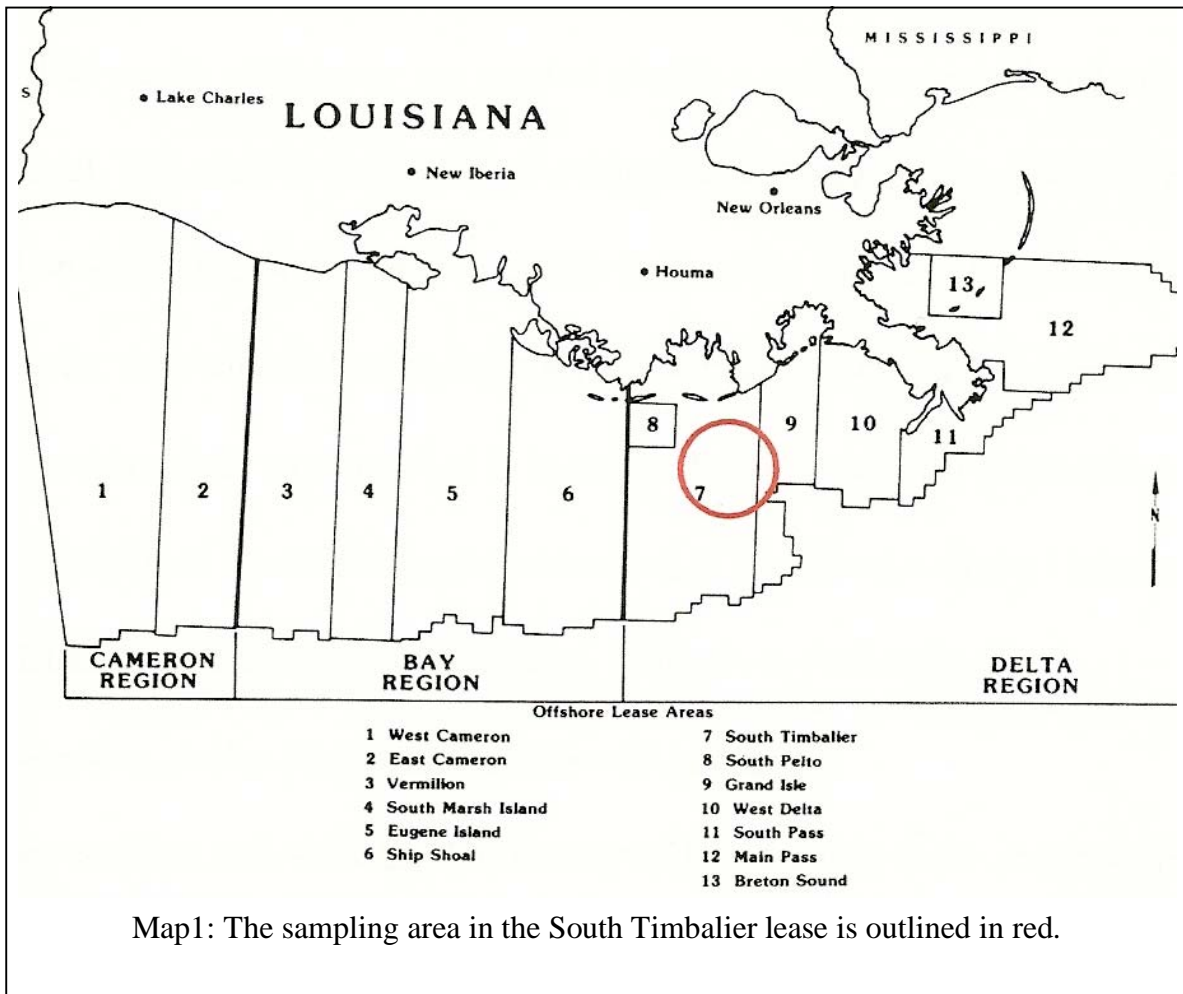 MISSISSIPPI
S
Lake Charles
LOUISIANA
New Iberia
New Orleans
Houma
13
12
8
9
10
11
1
2
3
4
5
6
7
N
CAMERON
REGION
BAY
REGION
DELTA
REGION
Offshore Lease Areas
1 West Cameron
2 East Cameron
3 Vermilion
4 South Marsh Island
5 Eugene Island
6 Ship Shoal
7 South Timbalier
8 South Pelto
9 Grand Isle
10 West Delta
11 South Pass
12 Main Pass
13 Breton Sound
Map1: The sampling area in the South Timbalier lease is outlined in red.